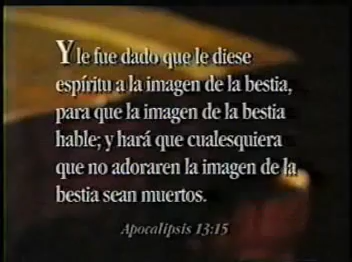 Y le fue dado que le diese
espíritu a la imagen de la bestia,
para que la imagen de la bestia
hable; y hará que cualesquiera
que no adoraren la imagen de la
bestia sean muertos.
Apocalipsis 13:15